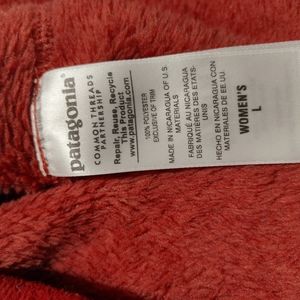 patagonia®
COMMON THREADS
PARTNERSHIP
Repair, Reuse, Recycle
This Product
www.patagonia.com
100% POLYESTER
EXCLUSIVE OF TRIM
MADE IN NICARAGUA OF U.S
MATERIALS
FABRIQUÉ AU NICARAGUA
DES MATIÈRES DES ETATS-
UNIS
HECHO EN NICARAGUA CON
MATERIALES DE EE.UU.
WOMEN'S
L